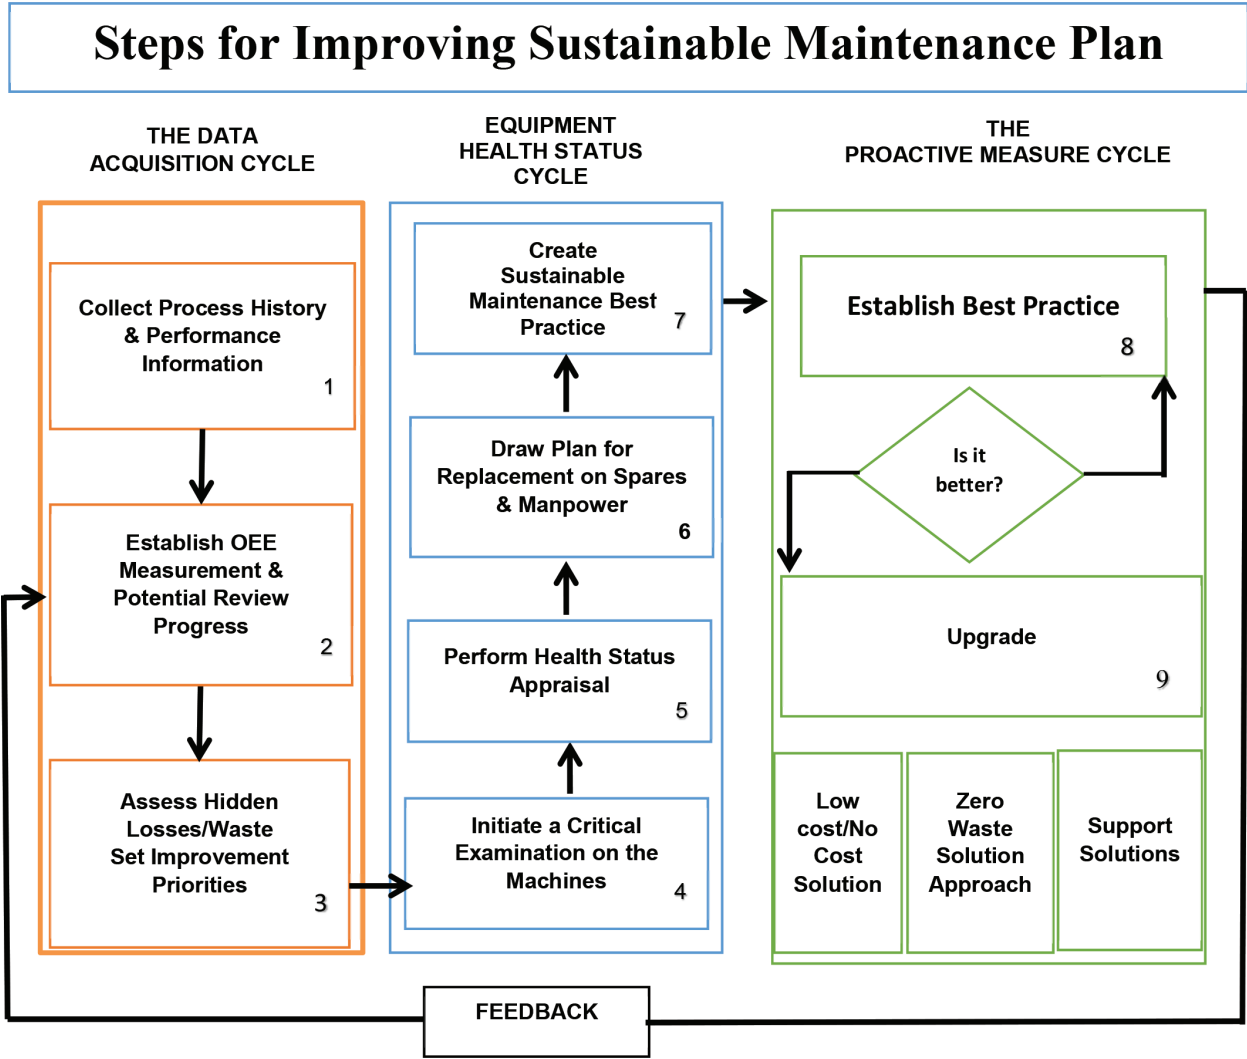 Steps for Improving Sustainable Maintenance Plan
THE DATA
ACQUISITION CYCLE
Collect Process History
& Performance
Information
1
Establish OEE
Measurement &
Potential Review
Progress
2
Assess Hidden
Losses/Waste
Set Improvement
Priorities
3
EQUIPMENT
HEALTH STATUS
CYCLE
Create
Sustainable
Maintenance Best
Practice
7
Draw Plan for
Replacement on Spares
& Manpower
6
Perform Health Status
Appraisal
5
Initiate a Critical
Examination on the
Machines
4
THE
PROACTIVE MEASURE CYCLE
Establish Best Practice
8
Is it
better?
Upgrade
9
Low
cost/No
Cost
Solution
Zero
Waste
Solution
Approach
Support
Solutions
FEEDBACK